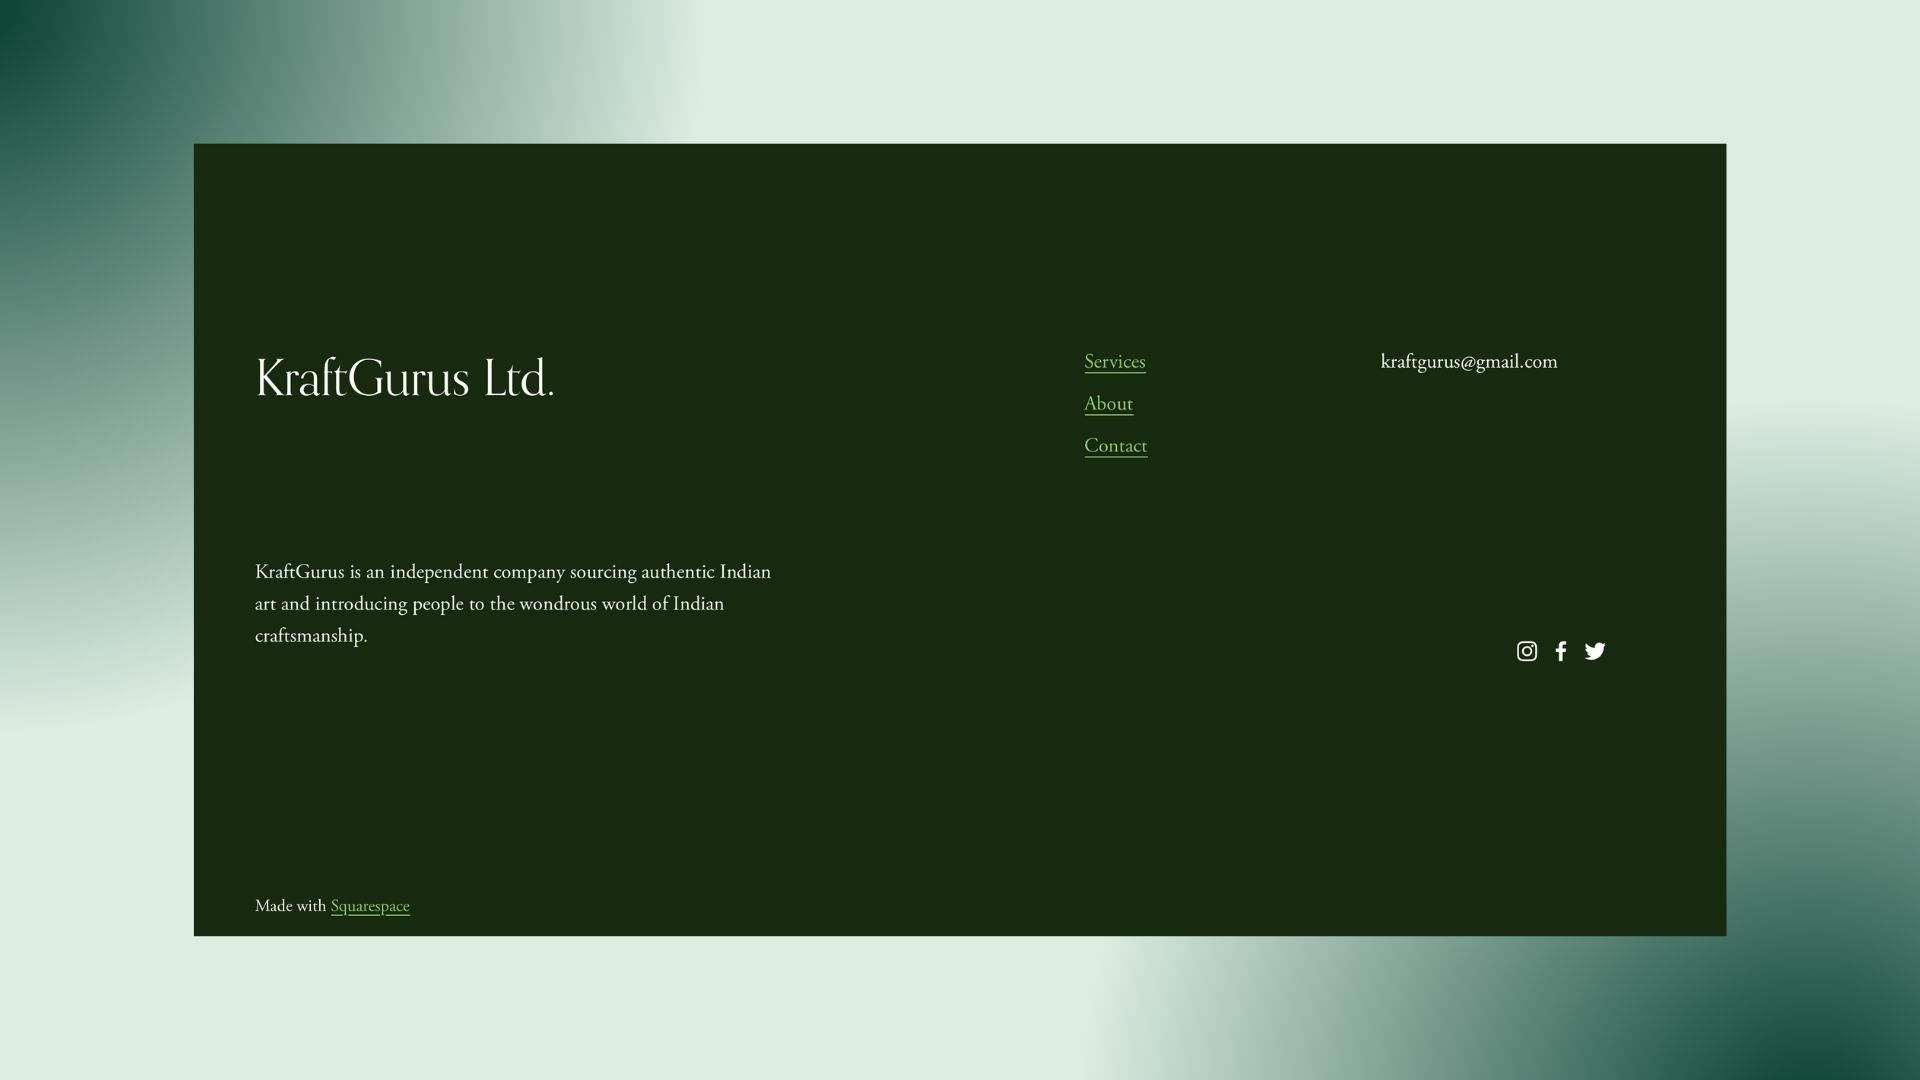 KraftGurus Ltd.
Services
About
Contact
kraftgurus@gmail.com
KraftGurus is an independent company sourcing authentic Indian
art and introducing people to the wondrous world of Indian
craftsmanship.
Made with Squarespace